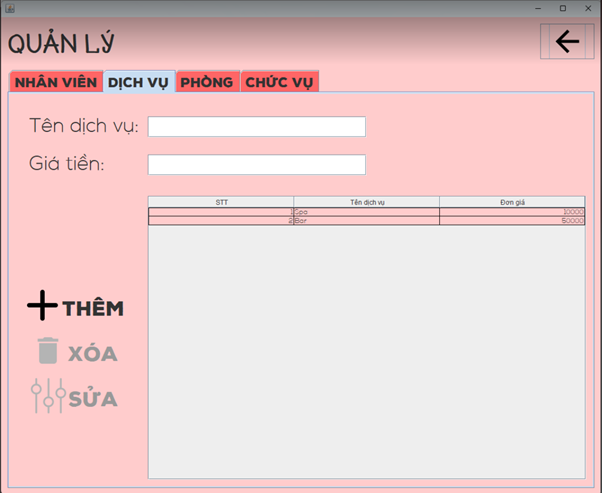 QUẢN LÝ
NHÂN VIÊN DỊCH VỤ PHÒNG CHỨC VỤ
Tên dịch vụ:
Giá tiền:
STT Tên dịch vụ Đơn giá
1 Spa 10000
2 Bar 50000
THÊM
XÓA
SỬA